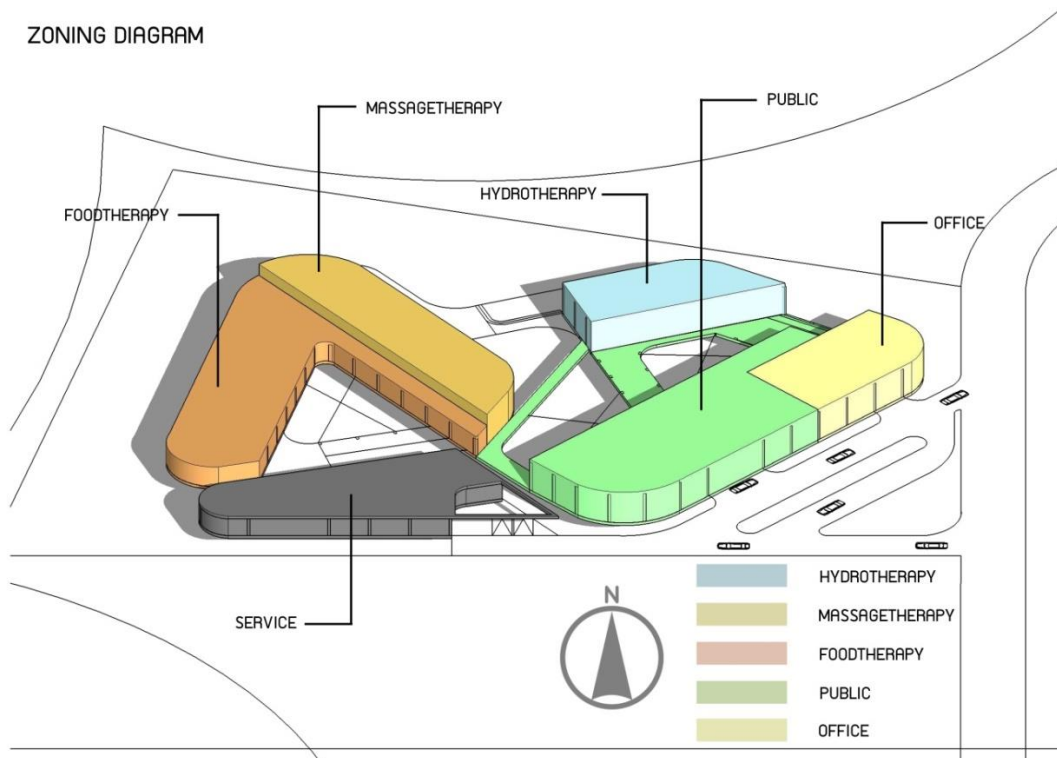 ZONING DIAGRAM
MASSAGETHERAPY
PUBLIC
HYDROTHERAPY
FOODTHERAPY
OFFICE
SERVICE
N
HYDROTHERAPY
MASSAGETHERAPY
FOODTHERAPY
PUBLIC
OFFICE